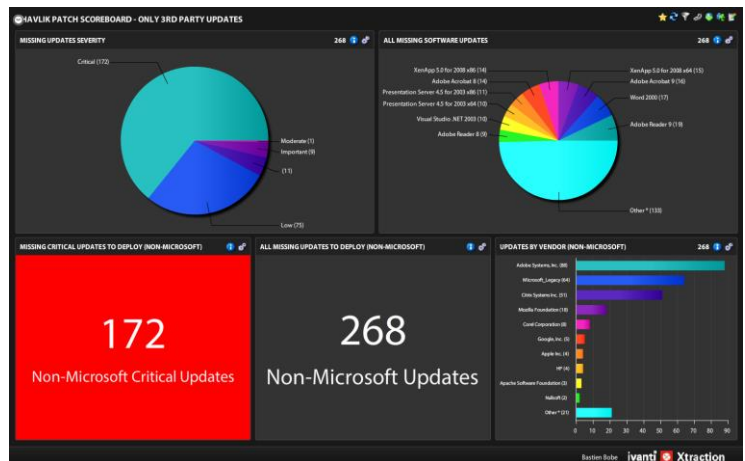 SHAVLIK PATCH SCOREBOARD - ONLY 3RD PARTY UPDATES
MISSING UPDATES SEVERITY
268
Critical (172)
Moderate (1)
Important (9)
(11)
Low (75)
ALL MISSING SOFTWARE UPDATES
268
XenApp 5.0 for 2008 x86 (14)
Adobe Acrobat 8 (14)
Presentation Server 4.5 for 2003 x86 (11)
Presentation Server 4.5 for 2003 x64 (10)
Visual Studio .NET 2003 (10)
Adobe Reader 8 (9)
XenApp 5.0 for 2008 x64 (15)
Adobe Acrobat 9 (16)
Word 2000 (17)
Adobe Reader 9 (19)
Other * (133)
MISSING CRITICAL UPDATES TO DEPLOY (NON-MICROSOFT)
172
Non-Microsoft Critical Updates
ALL MISSING UPDATES TO DEPLOY (NON-MICROSOFT)
268
Non-Microsoft Updates
UPDATES BY VENDOR (NON-MICROSOFT)
268
Adobe Systems, Inc. (88)
Microsoft_Legacy (64)
Citrix Systems Inc. (51)
Mozilla Foundation (18)
Corel Corporation (8)
Google, Inc. (5)
Apple Inc. (4)
HP (4)
Apache Software Foundation (3)
Nullsoft (2)
Other * (21)
0 10 20 30 40 50 60 70 80 90
Bastien Bobe ivanti Xtraction